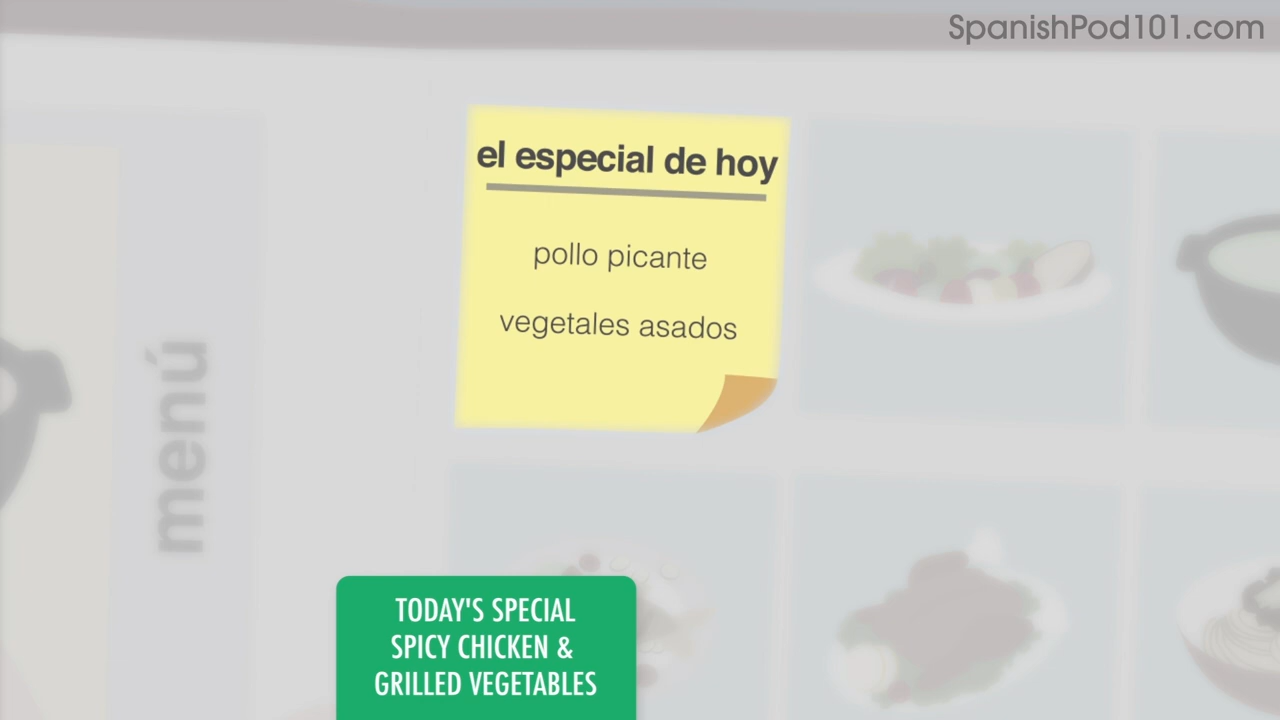 SpanishPod101.com
el especial de hoy
pollo picante
vegetales asados
menú
TODAY'S SPECIAL
SPICY CHICKEN &
GRILLED VEGETABLES